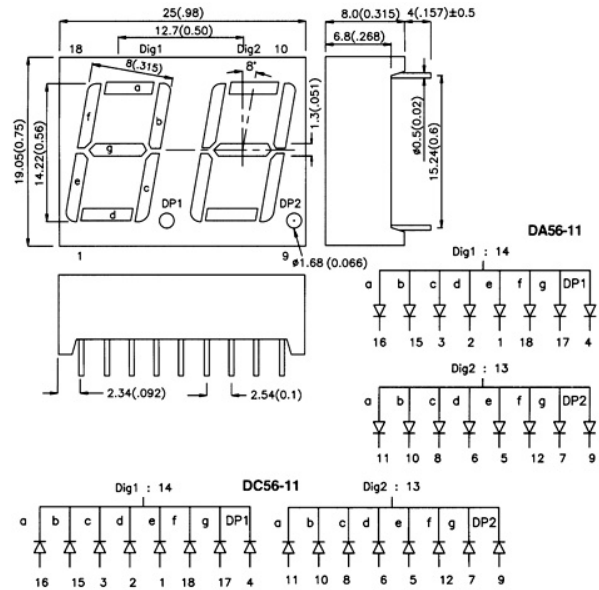 25(.98)
12.7(0.50)
18 Dig1 Dig2 10
8(.315)
8°
a
f
b
g
e
c
d
DP1
DP2
1
9
19.05(0.75)
14.22(0.56)
1.3(.051)
ø1.68 (0.066)
8.0(0.315)
4(.157)±0.5
6.8(.268)
ø0.5(0.02)
15.24(0.6)
2.34(.092)
2.54(0.1)
DA56-11
Dig1 : 14
a b c d e f g DP1
16 15 3 2 1 18 17 4
Dig2 : 13
a b c d e f g DP2
11 10 8 6 5 12 7 9
DC56-11
Dig1 : 14
a b c d e f g DP1
16 15 3 2 1 18 17 4
Dig2 : 13
a b c d e f g DP2
11 10 8 6 5 12 7 9